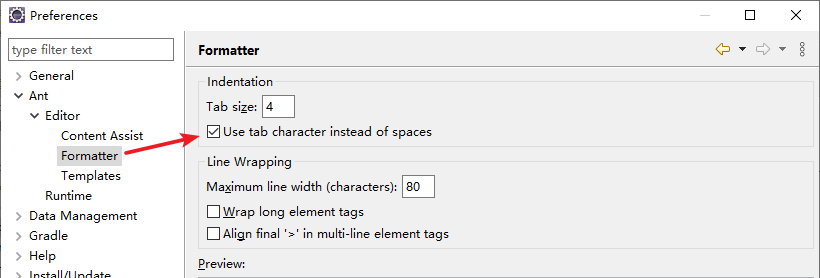 Preferences
type filter text
General
Ant
Editor
Content Assist
Formatter
Templates
Runtime
Data Management
Gradle
Help
Install/Update
Formatter
Indentation
Tab size: 4
Use tab character instead of spaces
Line Wrapping
Maximum line width (characters): 80
Wrap long element tags
Align final '>' in multi-line element tags
Preview: